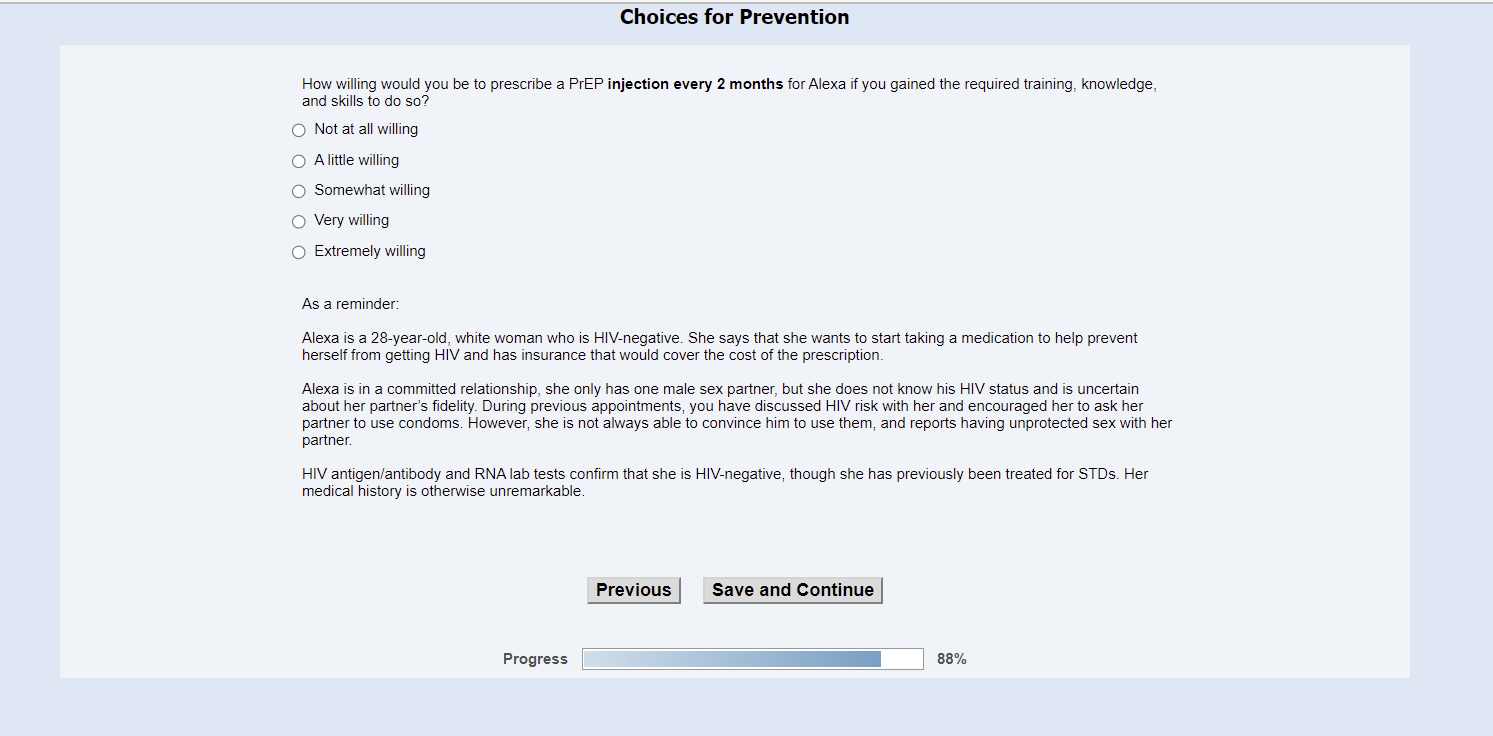 Choices for Prevention
How willing would you be to prescribe a PrEP injection every 2 months for Alexa if you gained the required training, knowledge,
and skills to do so?
Not at all willing
A little willing
Somewhat willing
Very willing
Extremely willing
As a reminder:
Alexa is a 28-year-old, white woman who is HIV-negative. She says that she wants to start taking a medication to help prevent
herself from getting HIV and has insurance that would cover the cost of the prescription.
Alexa is in a committed relationship, she only has one male sex partner, but she does not know his HIV status and is uncertain
about her partner's fidelity. During previous appointments, you have discussed HIV risk with her and encouraged her to ask her
partner to use condoms. However, she is not always able to convince him to use them, and reports having unprotected sex with her
partner.
HIV antigen/antibody and RNA lab tests confirm that she is HIV-negative, though she has previously been treated for STDs. Her
medical history is otherwise unremarkable.
Previous Save and Continue
Progress 88%